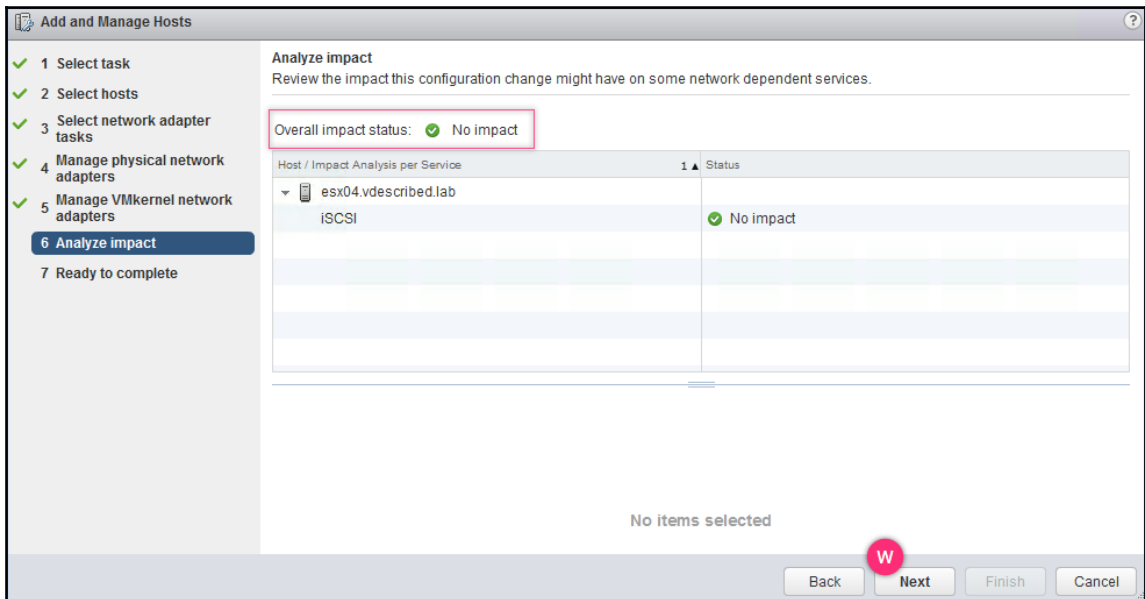 Add and Manage Hosts
?
1 Select task
2 Select hosts
3 Select network adapter
tasks
4 Manage physical network
adapters
5 Manage VMkernel network
adapters
6 Analyze impact
7 Ready to complete
Analyze impact
Review the impact this configuration change might have on some network dependent services.
Overall impact status: No impact
Host / Impact Analysis per Service 1 ▲ Status
esx04.vdescribed.lab
iSCSI No impact
No items selected
W
Back Next Finish Cancel